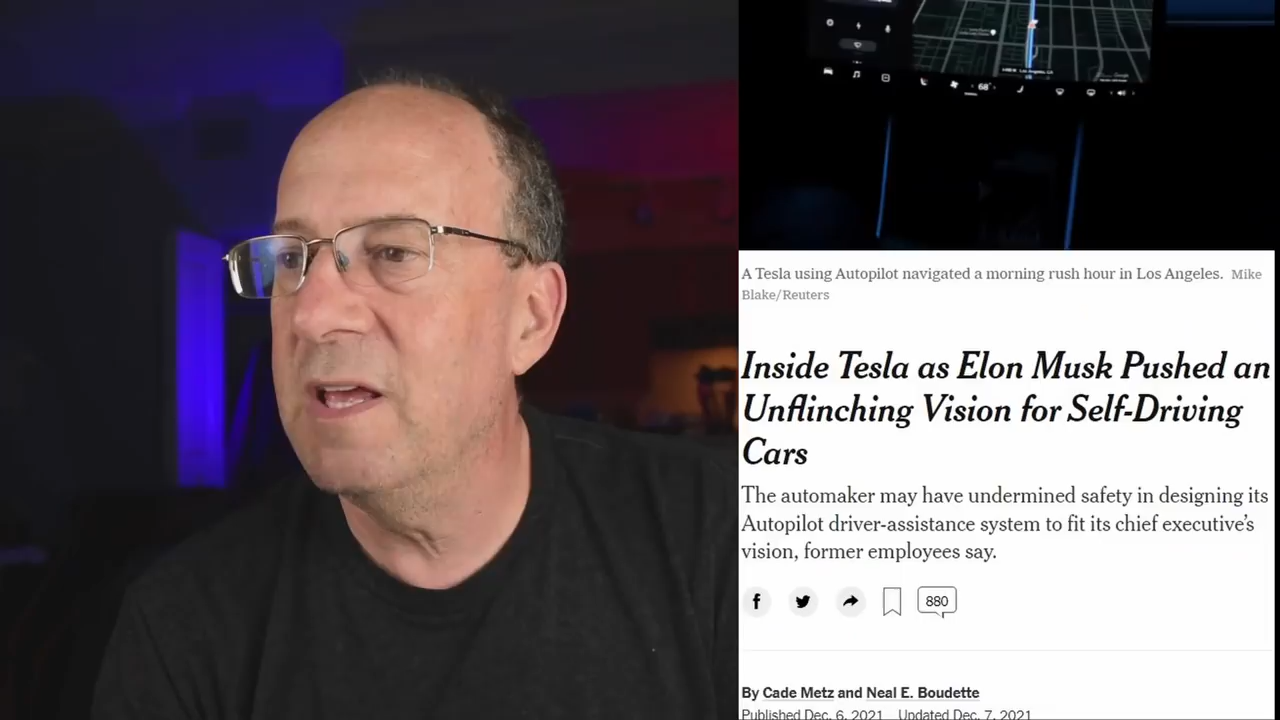 68°
A Tesla using Autopilot navigated a morning rush hour in Los Angeles. Mike
Blake/Reuters
Inside Tesla as Elon Musk Pushed an
Unflinching Vision for Self-Driving
Cars
The automaker may have undermined safety in designing its
Autopilot driver-assistance system to fit its chief executive's
vision, former employees say.
880
By Cade Metz and Neal E. Boudette
Published Dec. 6, 2021 Updated Dec. 7, 2021